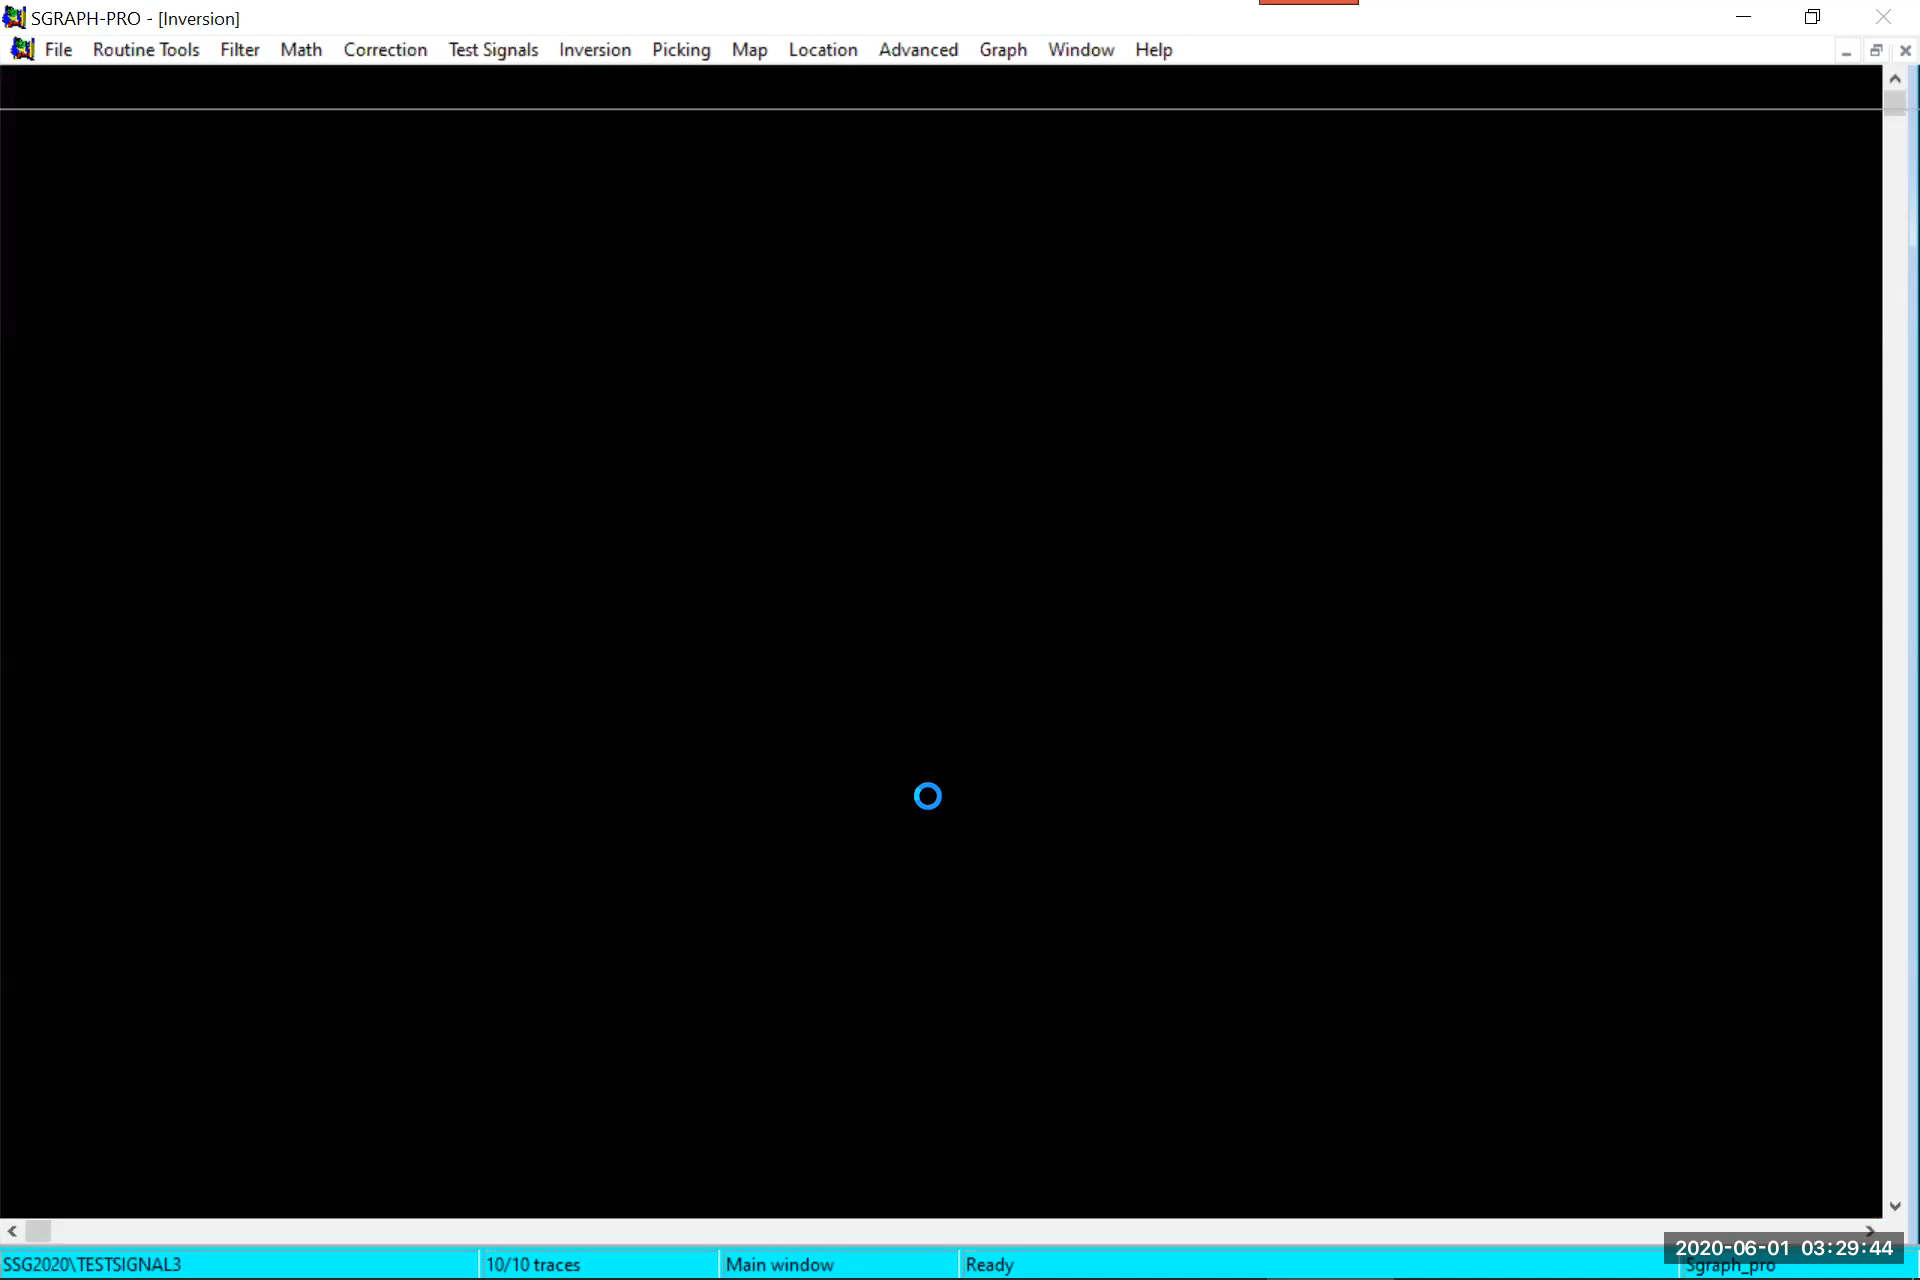 SGRAPH-PRO - [Inversion]
File Routine Tools Filter Math Correction Test Signals Inversion Picking Map Location Advanced Graph Window Help
2020-06-01 03:29:44
SSG2020\TESTSIGNAL3 10/10 traces Main window Ready Sgraph_pro